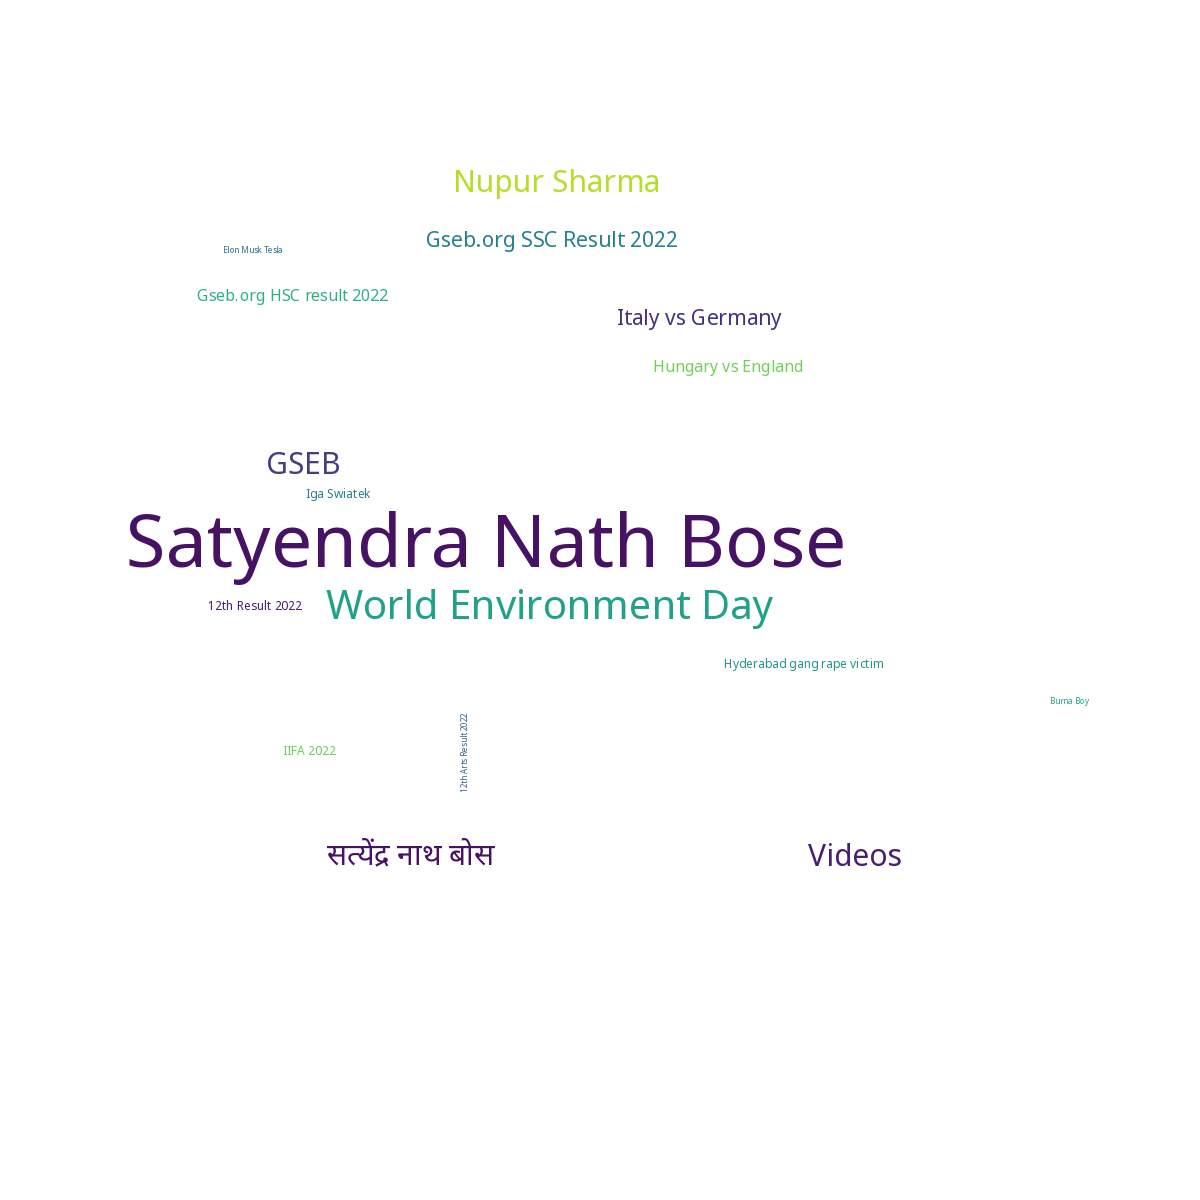 Nupur Sharma
Gseb.org SSC Result 2022
Elon Musk Tesla
Gseb.org HSC result 2022
Italy vs Germany
Hungary vs England
GSEB
Iga Swiatek
Satyendra Nath Bose
12th Result 2022
World Environment Day
Hyderabad gang rape victim
Burna Boy
12th Arts Result 2022
IIFA 2022
सत्येंद्र नाथ बोस
Videos